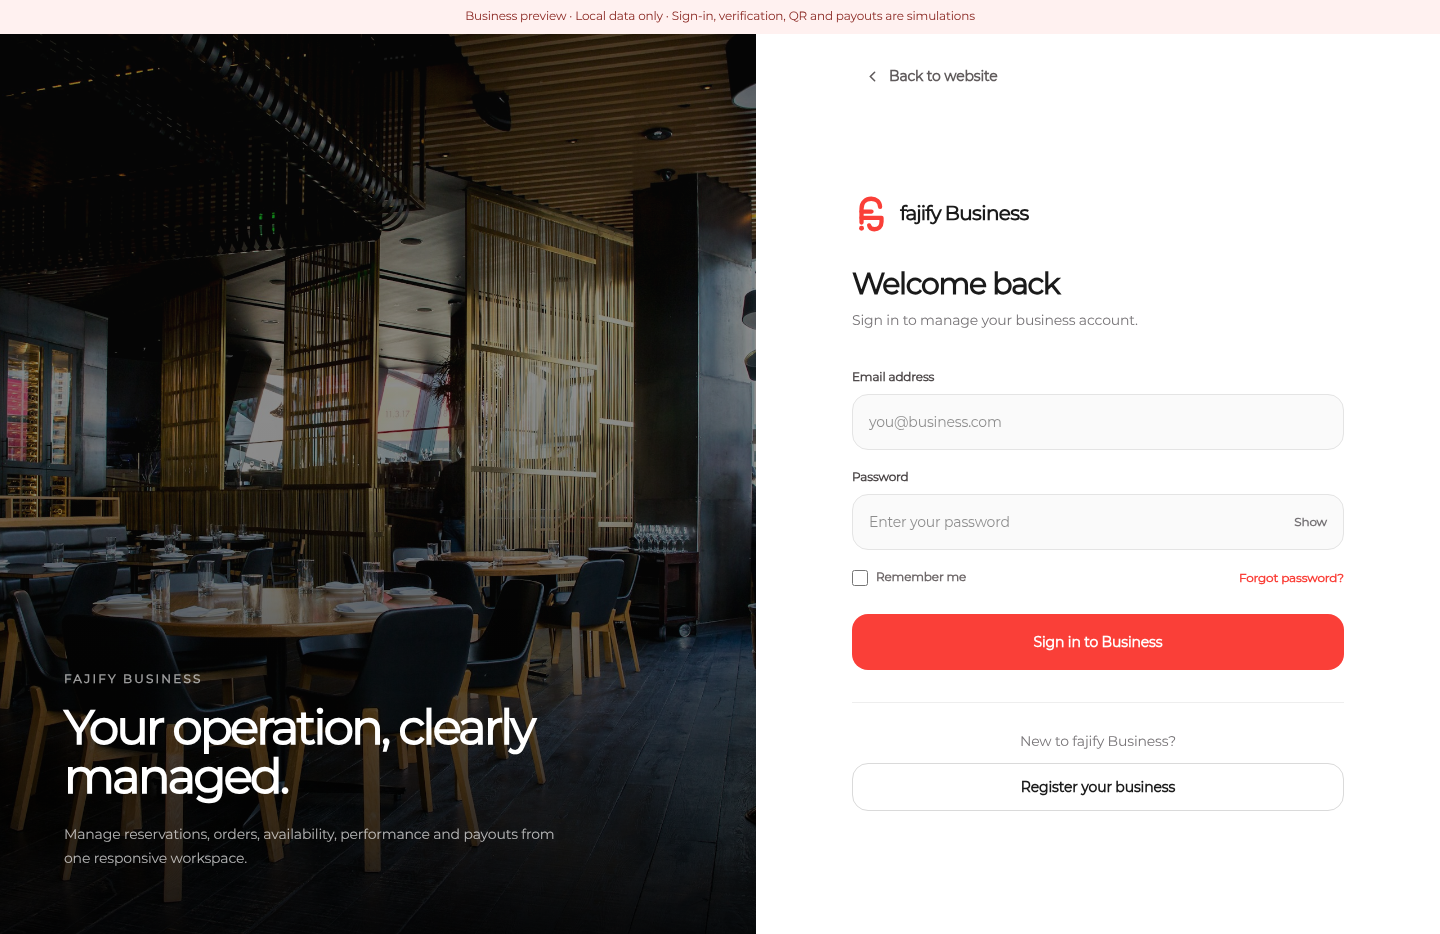 Business preview · Local data only · Sign-in, verification, QR and payouts are simulations
Back to website
fajify Business
Welcome back
Sign in to manage your business account.
Email address
you@business.com
Password
Enter your password
Show
Remember me
Forgot password?
Sign in to Business
New to fajify Business?
Register your business
FAJIFY BUSINESS
Your operation, clearly
managed.
Manage reservations, orders, availability, performance and payouts from
one responsive workspace.